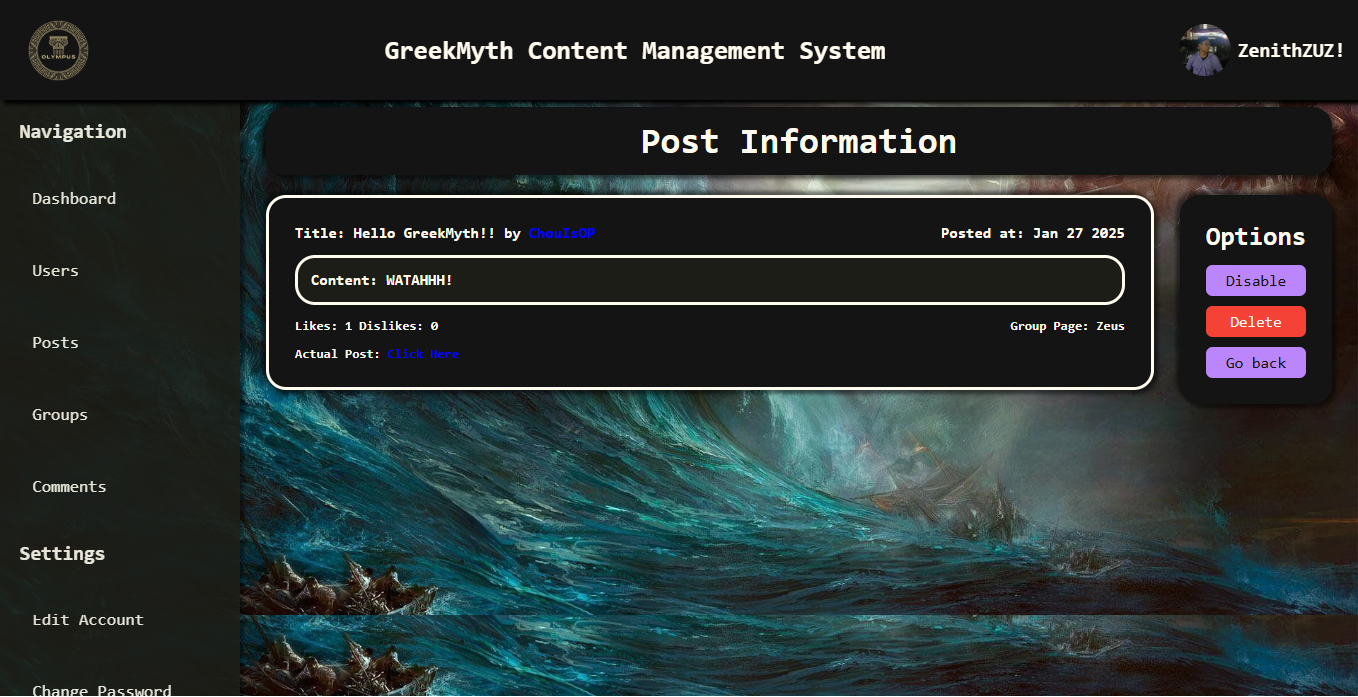 OLYMPUS
GreekMyth Content Management System
ZenithZUZ!
Navigation
Dashboard
Users
Posts
Groups
Comments
Settings
Edit Account
Change Password
Post Information
Title: Hello GreekMyth!! by ChouIsOP
Posted at: Jan 27 2025
Content: WATAHHH!
Likes: 1 Dislikes: 0
Group Page: Zeus
Actual Post: Click Here
Options
Disable
Delete
Go back